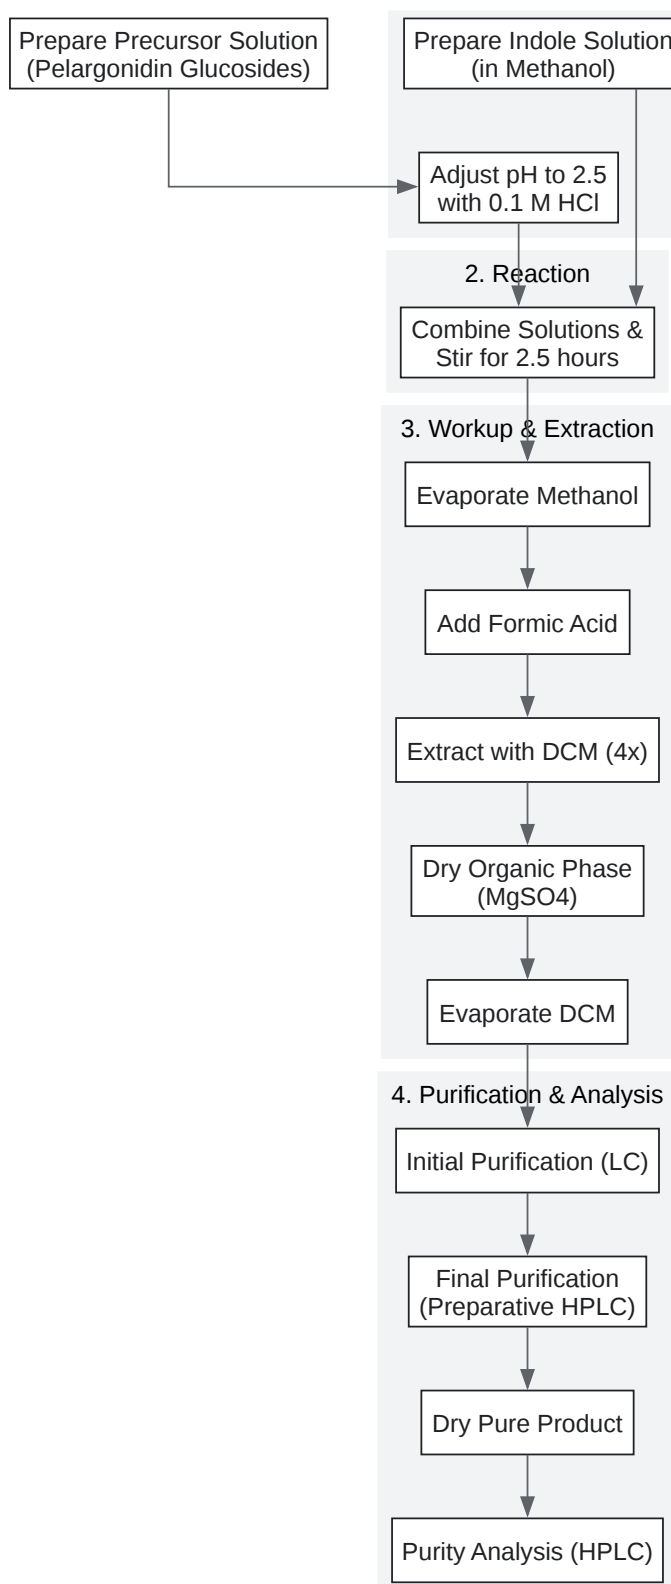 Prepare Precursor Solution
(Pelargonidin Glucosides)
Prepare Indole Solution
(in Methanol)
Adjust pH to 2.5
with 0.1 M HCl
2. Reaction
Combine Solutions &
Stir for 2.5 hours
3. Workup & Extraction
Evaporate Methanol
Add Formic Acid
Extract with DCM (4x)
Dry Organic Phase
(MgSO4)
Evaporate DCM
4. Purification & Analysis
Initial Purification (LC)
Final Purification
(Preparative HPLC)
Dry Pure Product
Purity Analysis (HPLC)